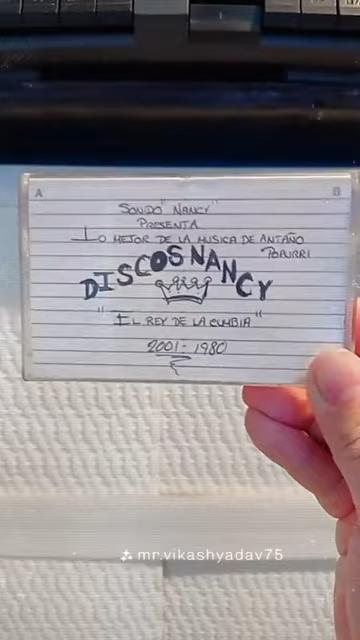 A B
SONIDO "NANCY"
PRESENTA
LO MEJOR DE LA MUSICA DE ANTAÑO
POPURRI
DISCOS NANCY
"EL REY DE LA CUMBIA"
2001-1980
mr.vikashyadav75